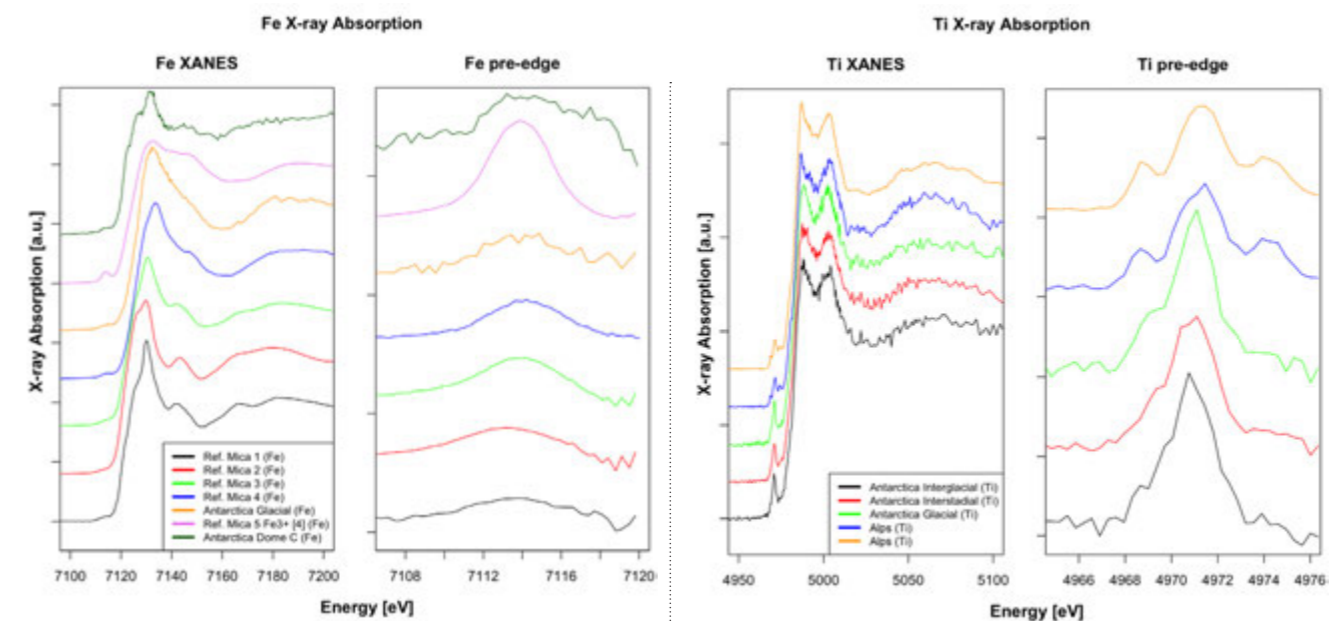 Fe X-ray Absorption
Ti X-ray Absorption
Fe XANES
Fe pre-edge
Ti XANES
Ti pre-edge
X-ray Absorption [a.u.]
Ref. Mica 1 (Fe)
Ref. Mica 2 (Fe)
Ref. Mica 3 (Fe)
Ref. Mica 4 (Fe)
Antarctica Glacial (Fe)
Ref. Mica 5 Fe3+ [4] (Fe)
Antarctica Dome C (Fe)
7100 7120 7140 7160 7180 7200
7108 7112 7116 7120
Energy [eV]
X-ray Absorption [a.u.]
Antarctica Interglacial (Ti)
Antarctica Interstadial (Ti)
Antarctica Glacial (Ti)
Alps (Ti)
Alps (Ti)
4950 5000 5050 5100
4966 4968 4970 4972 4974 4976
Energy [eV]